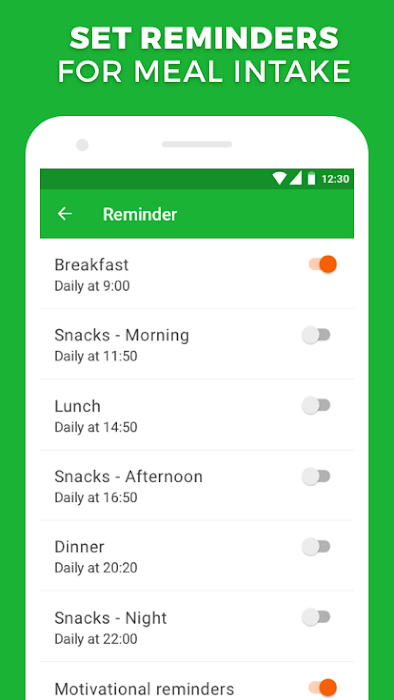 SET REMINDERS
FOR MEAL INTAKE
12:30
Reminder
Breakfast
Daily at 9:00
Snacks - Morning
Daily at 11:50
Lunch
Daily at 14:50
Snacks - Afternoon
Daily at 16:50
Dinner
Daily at 20:20
Snacks - Night
Daily at 22:00
Motivational reminders